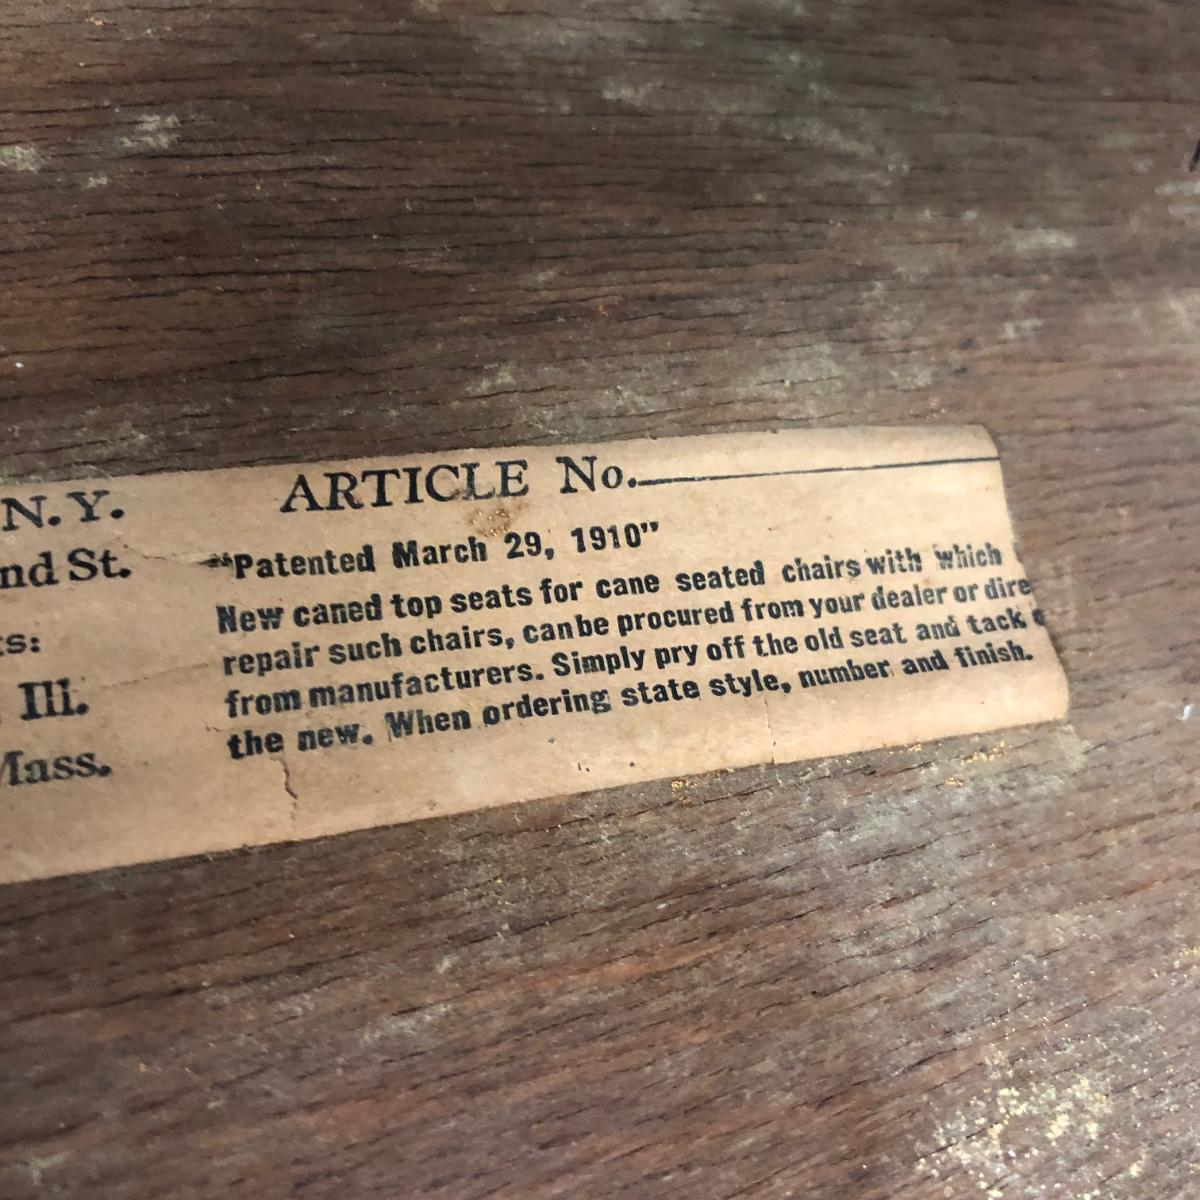 N.Y.
nd St.
ts:
Ill.
Mass.
ARTICLE No.
"Patented March 29, 1910"
New caned top seats for cane seated chairs with which
repair such chairs, can be procured from your dealer or dire
from manufacturers. Simply pry off the old seat and tack
the new. When ordering state style, number and finish.